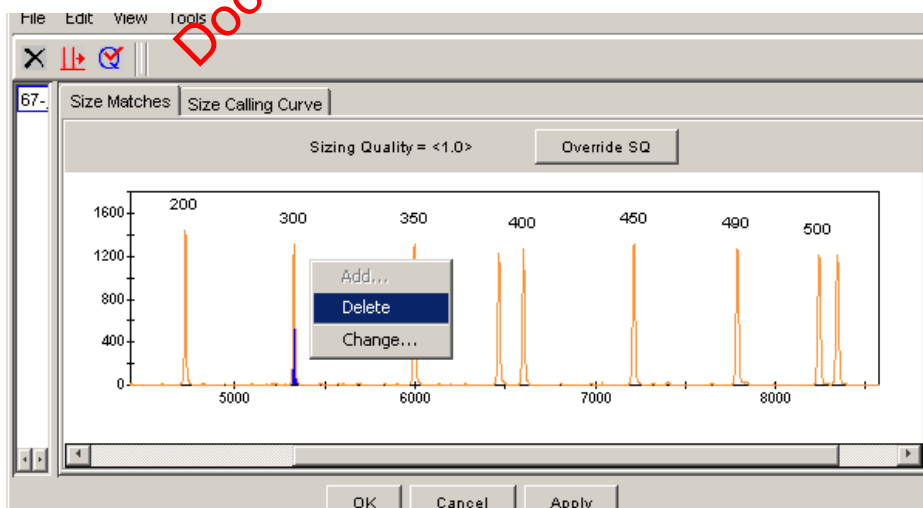 File Edit View Tools
67-
Size Matches Size Calling Curve
Sizing Quality = <1.0> Override SQ
200 300 350 400 450 490 500
1600
1200
800
400
0
Add...
Delete
Change...
5000 6000 7000 8000
OK Cancel Apply